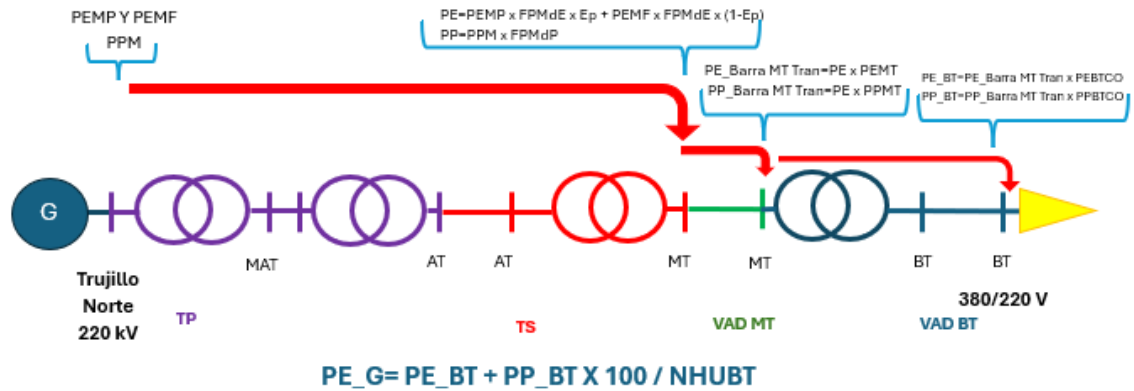 PEMP Y PEMF
PPM
PE=PEMP x FPMdE x Ep + PEMF x FPMdE x (1-Ep)
PP=PPM x FPMdP
PE_Barra MT Tran=PE x PEMT
PP_Barra MT Tran=PE x PPMT
PE_BT=PE_Barra MT Tran x PEBTCO
PP_BT=PP_Barra MT Tran x PPBTCO
G
MAT
AT
AT
MT
MT
BT
BT
Trujillo
Norte
220 kV
380/220 V
TP
TS
VAD MT
VAD BT
PE_G= PE_BT + PP_BT X 100 / NHUBT